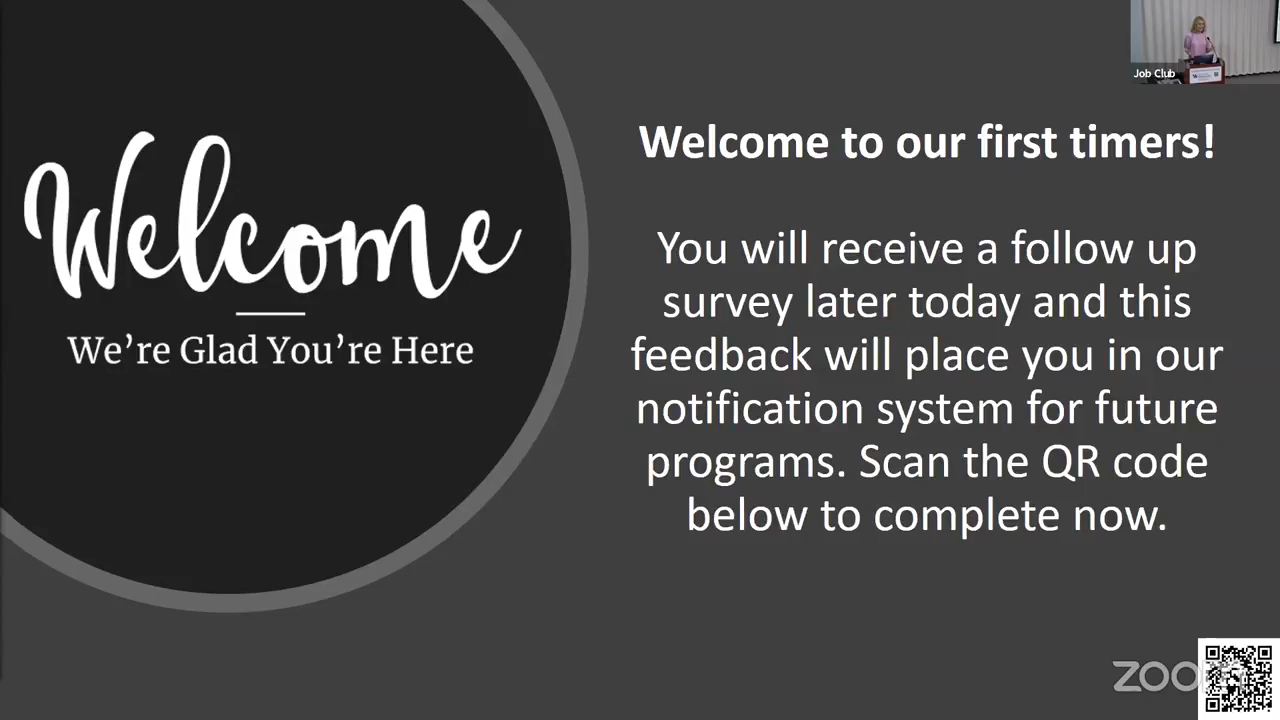 Job Club
Welcome
We’re Glad You’re Here
Welcome to our first timers!
You will receive a follow up
survey later today and this
feedback will place you in our
notification system for future
programs. Scan the QR code
below to complete now.
zoom